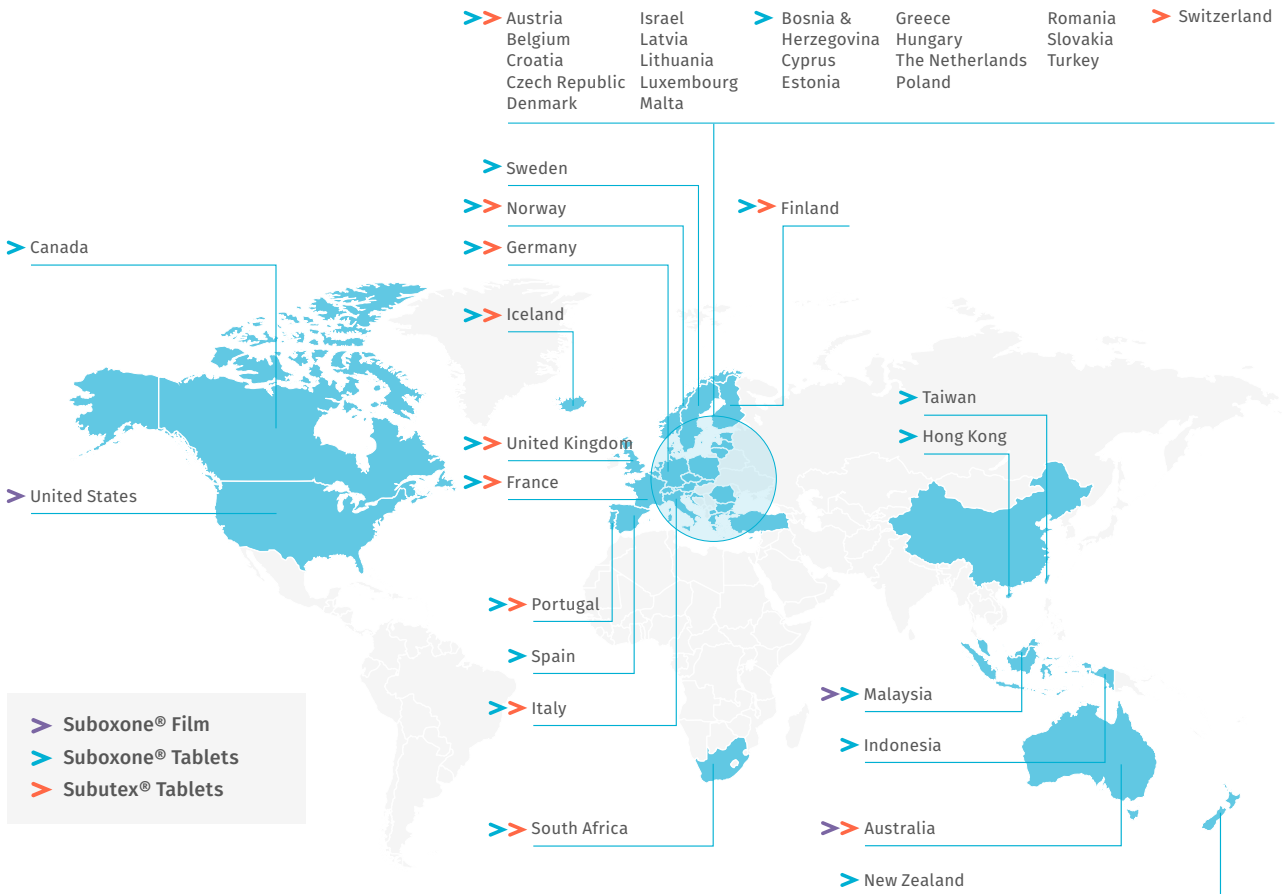 Austria
Belgium
Croatia
Czech Republic
Denmark
Israel
Latvia
Lithuania
Luxembourg
Malta
Bosnia &
Herzegovina
Cyprus
Estonia
Greece
Hungary
The Netherlands
Poland
Romania
Slovakia
Turkey
Switzerland
Sweden
Norway
Finland
Canada
Germany
Iceland
Taiwan
United Kingdom
Hong Kong
United States
France
Portugal
Spain
Malaysia
Italy
Suboxone® Film
Suboxone® Tablets
Subutex® Tablets
Indonesia
South Africa
Australia
New Zealand